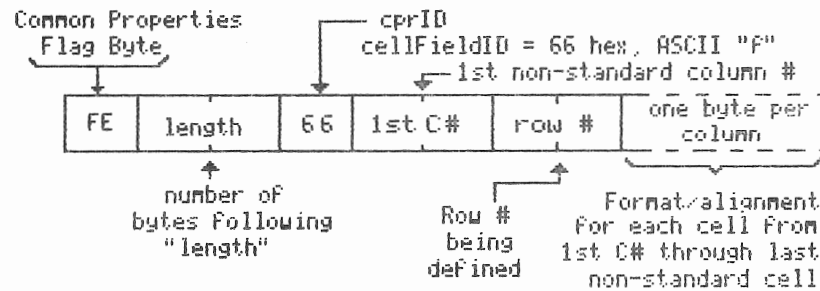 Common Properties
Flag Byte
cprID
cellFieldID = 66 hex, ASCII "f"
1st non-standard column #
FE
length
66
1st C#
row #
one byte per
column
number of
bytes following
"length"
Row #
being
defined
Format/alignment
for each cell from
1st C# through last
non-standard cell